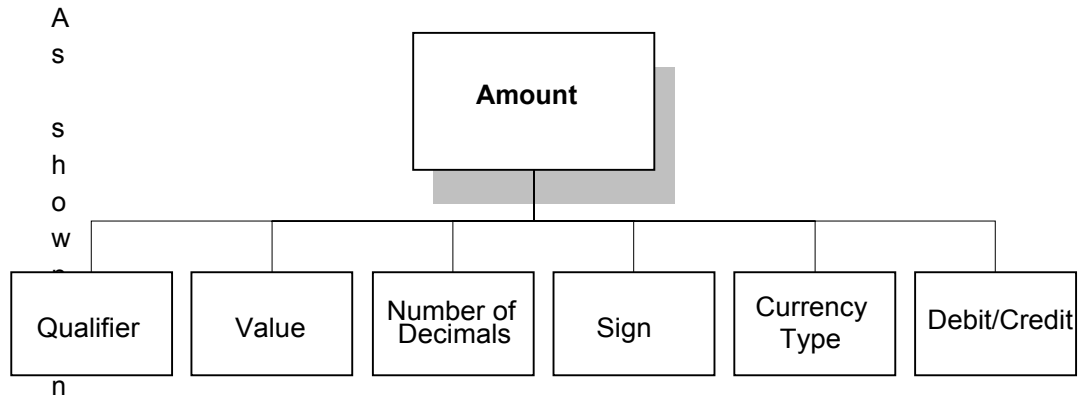 A
s
s
h
o
w
n
Amount
Qualifier
Value
Number of
Decimals
Sign
Currency
Type
Debit/Credit
n